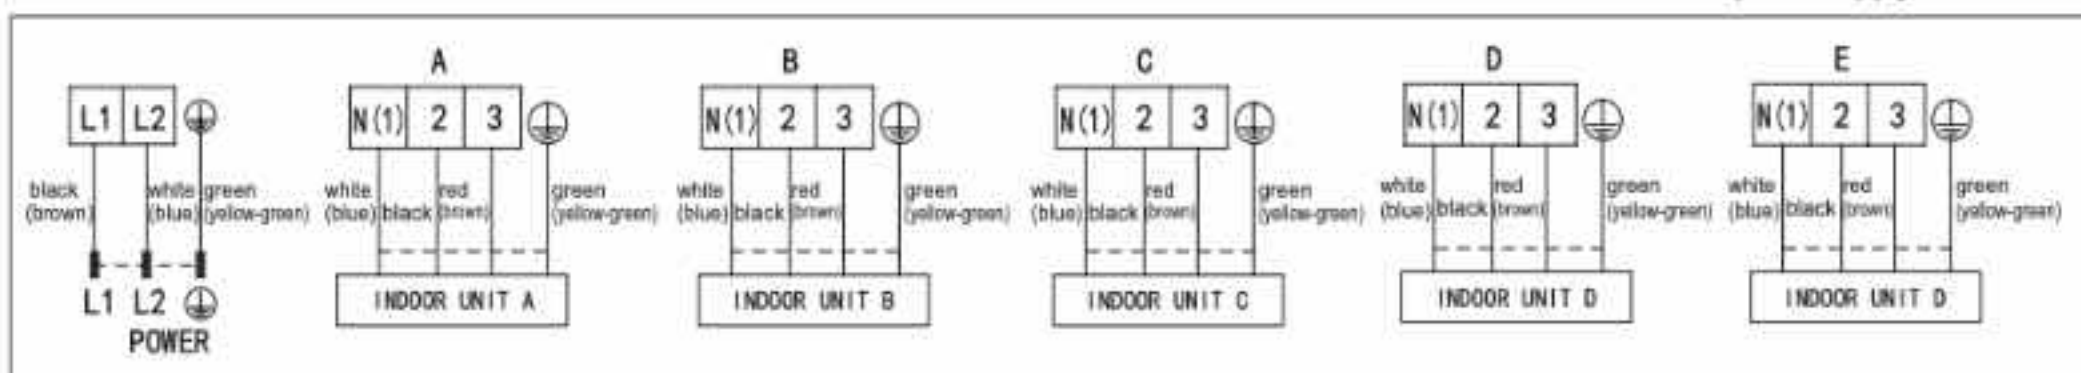 A B C D E
L1 L2 N(1) 2 3 N(1) 2 3 N(1) 2 3 N(1) 2 3 N(1) 2 3
black white green white red green white red green white red green white red green white red green
(brown) (blue) (yellow-green) (blue) black (brown) (yellow-green) (blue) black (brown) (yellow-green) (blue) black (brown) (yellow-green) (blue) black (brown) (yellow-green) (blue) black (brown) (yellow-green)
L1 L2 INDOOR UNIT A INDOOR UNIT B INDOOR UNIT C INDOOR UNIT D INDOOR UNIT D
POWER